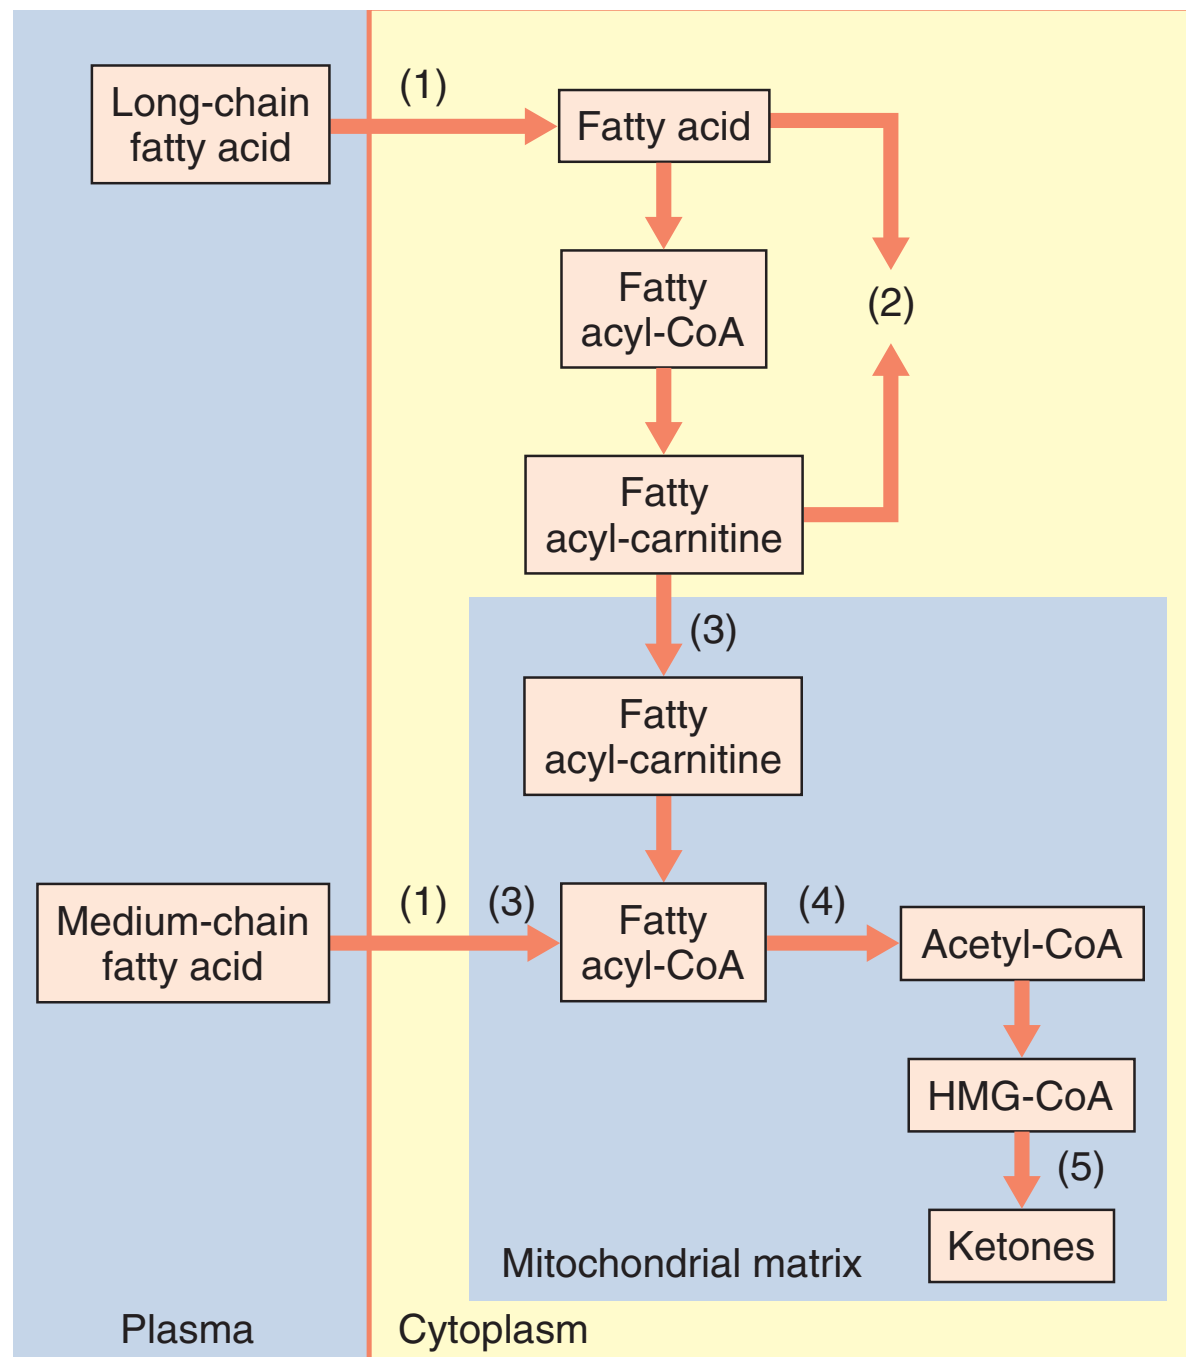 Long-chain
fatty acid
(1)
Fatty acid
Fatty
acyl-CoA
(2)
Fatty
acyl-carnitine
(3)
Fatty
acyl-carnitine
Medium-chain
fatty acid
(1)
(3)
Fatty
acyl-CoA
(4)
Acetyl-CoA
HMG-CoA
(5)
Ketones
Mitochondrial matrix
Plasma
Cytoplasm